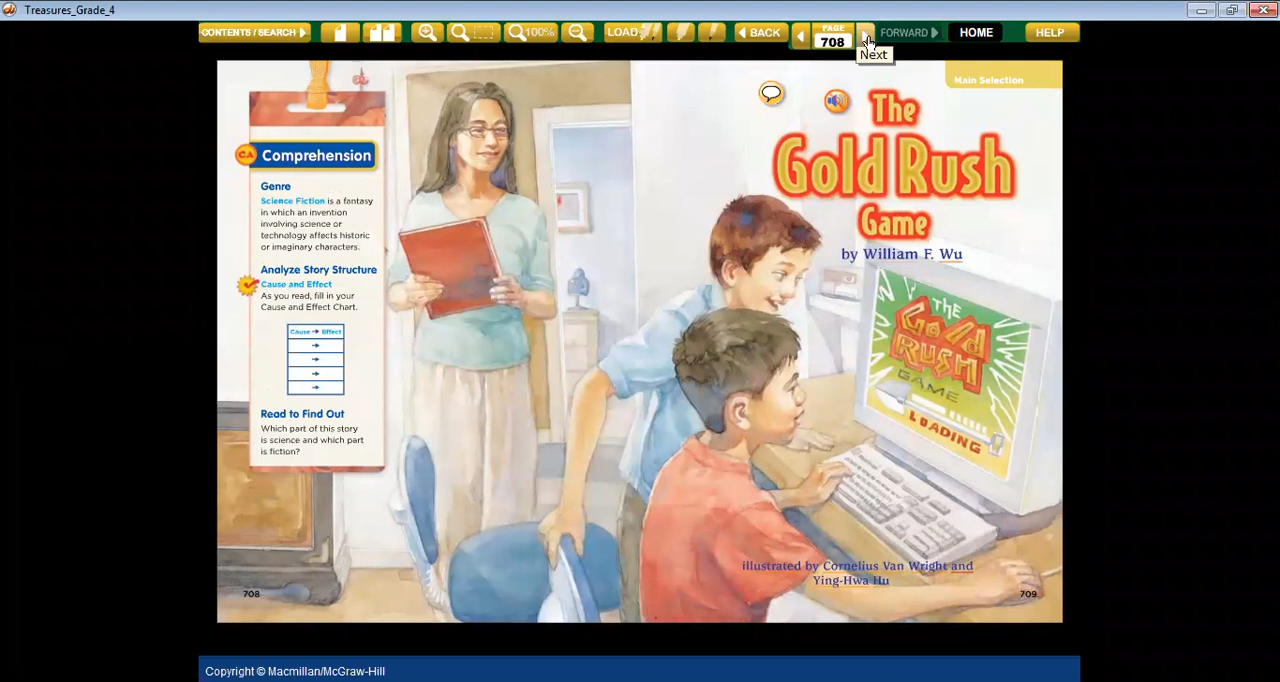 Treasures_Grade_4
CONTENTS / SEARCH
100%
LOAD
BACK
PAGE
708
FORWARD
HOME
HELP
Next
Main Selection
The
Gold Rush
Game
by William F. Wu
CA Comprehension
Genre
Science Fiction is a fantasy
in which an invention
involving science or
technology affects historic
or imaginary characters.
Analyze Story Structure
Cause and Effect
As you read, fill in your
Cause and Effect Chart.
Cause → Effect
→
→
→
→
Read to Find Out
Which part of this story
is science and which part
is fiction?
THE
GOLD
RUSH
GAME
LOADING
illustrated by Cornelius Van Wright and
Ying-Hwa Hu
708
709
Copyright © Macmillan/McGraw-Hill